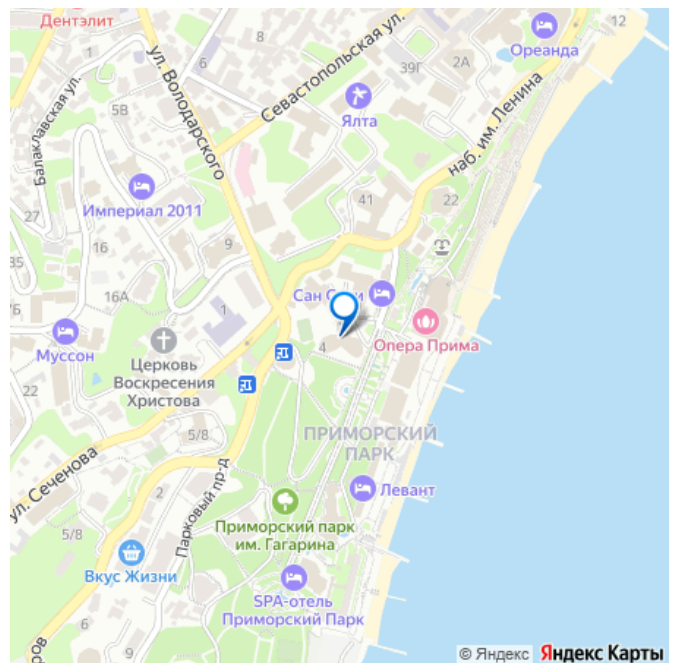 Дентэлит
12
8
Ореанда
6
Севастопольская ул.
39Г
2А
Балаклавская ул.
ул. Володарского
5В
Ялта
наб. им. Ленина
Империал 2011
41
22
27
16
9
35
16А
1
7Б
Сан Сити
Муссон
4
Опера Прима
Церковь
Воскресения
Христова
22
5/8
ПРИМОРСКИЙ
ПАРК
ул. Сеченова
2
Парковый пр-д
Левант
5/8
Приморский парк
им. Гагарина
Вкус Жизни
SPA-отель
Приморский Парк
6
9
ров
© Яндекс Яндекс Карты